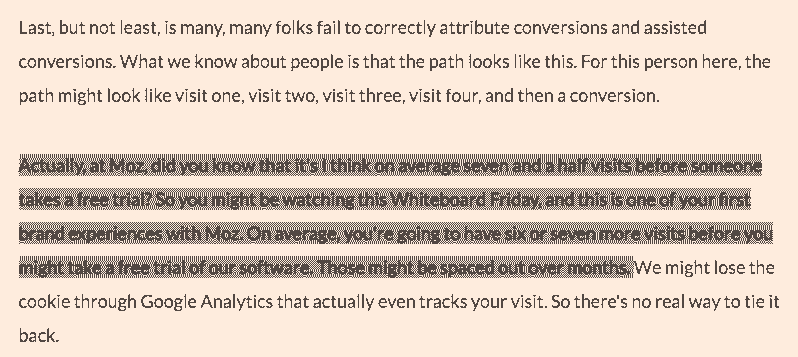 Last, but not least, is many, many folks fail to correctly attribute conversions and assisted
conversions. What we know about people is that the path looks like this. For this person here, the
path might look like visit one, visit two, visit three, visit four, and then a conversion.
Actually, at Moz, did you know that it's I think on average seven and a half visits before someone
takes a free trial? So you might be watching this Whiteboard Friday, and this is one of your first
brand experiences with Moz. On average, you're going to have six or seven more visits before you
might take a free trial of our software. Those might be spaced out over months. We might lose the
cookie through Google Analytics that actually even tracks your visit. So there's no real way to tie it
back.